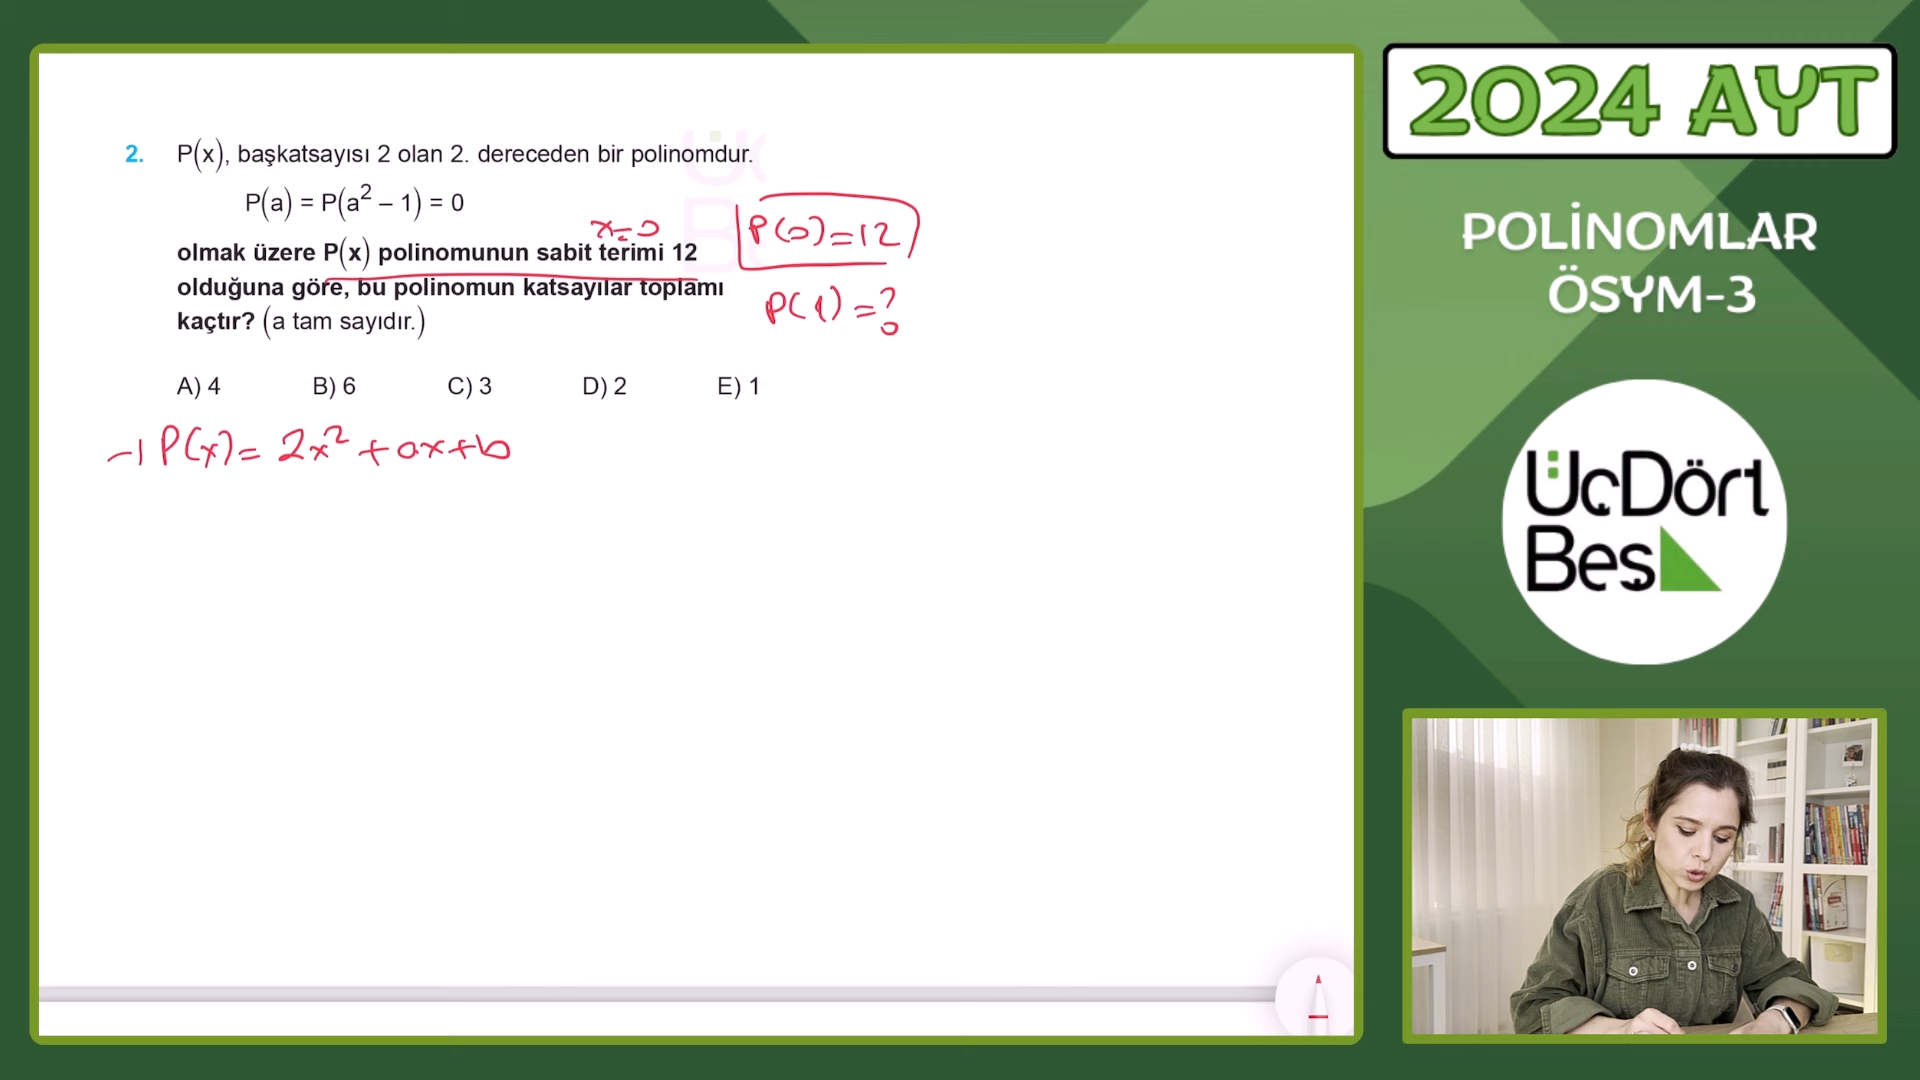 2024 AYT
POLİNOMLAR
ÖSYM-3
ÜçDört
Beş
2. P(x), başkatsayısı 2 olan 2. dereceden bir polinomdur.
P(a) = P(a² – 1) = 0
x=0
olmak üzere P(x) polinomunun sabit terimi 12
olduğuna göre, bu polinomun katsayılar toplamı
kaçtır? (a tam sayıdır.)
P(0)=12
P(1)=?
A) 4 B) 6 C) 3 D) 2 E) 1
-1 P(x)= 2x²+ax+b